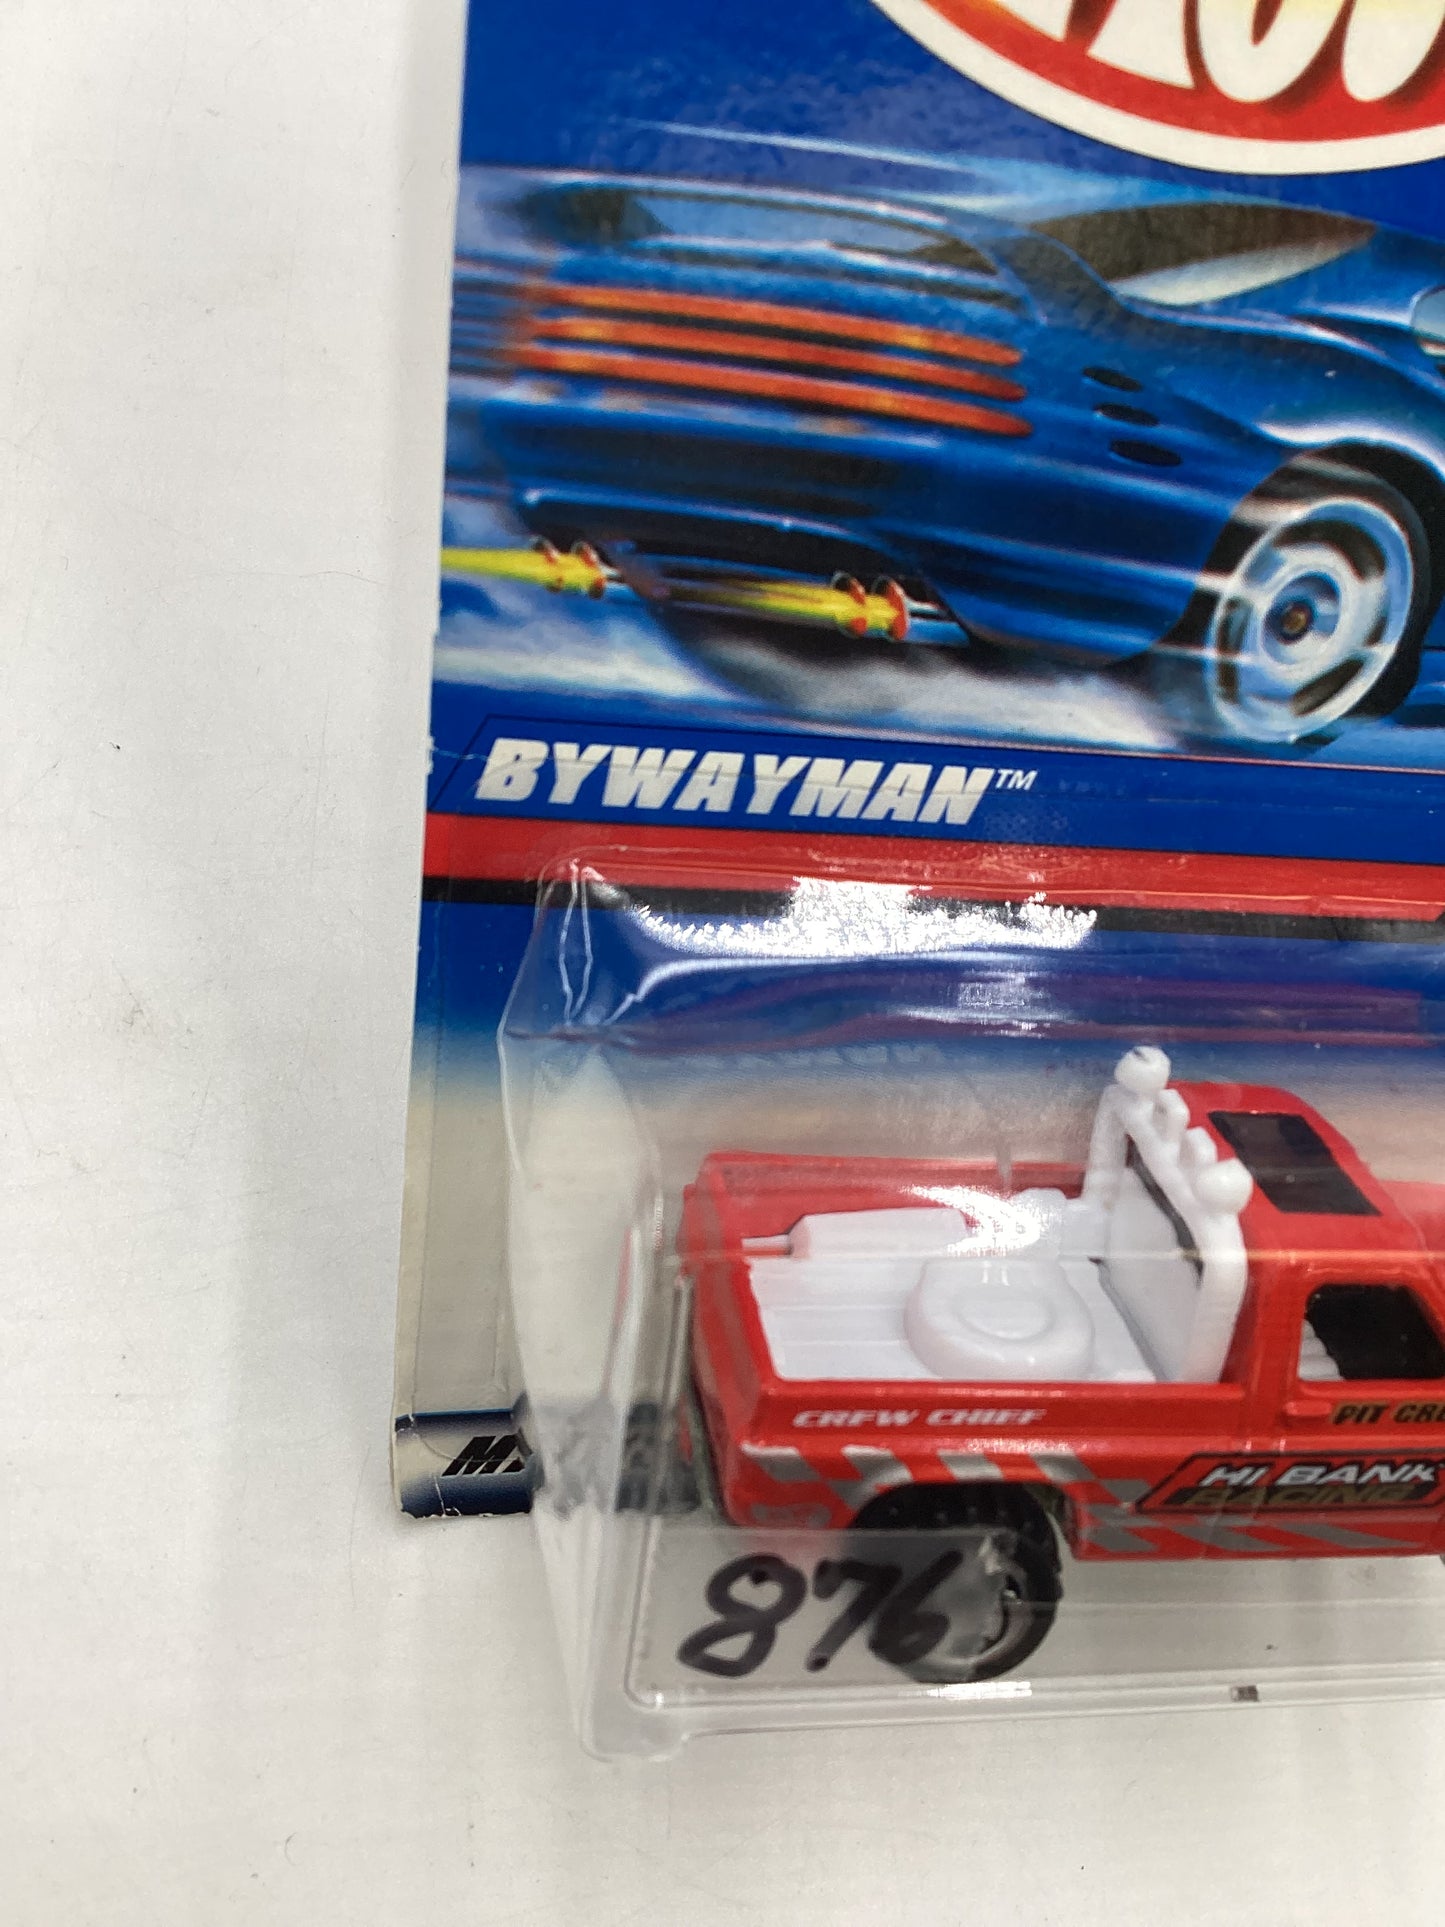 BYWAYMAN™
CREW CHIEF
PIT CRE
HI BANK
RACING
876